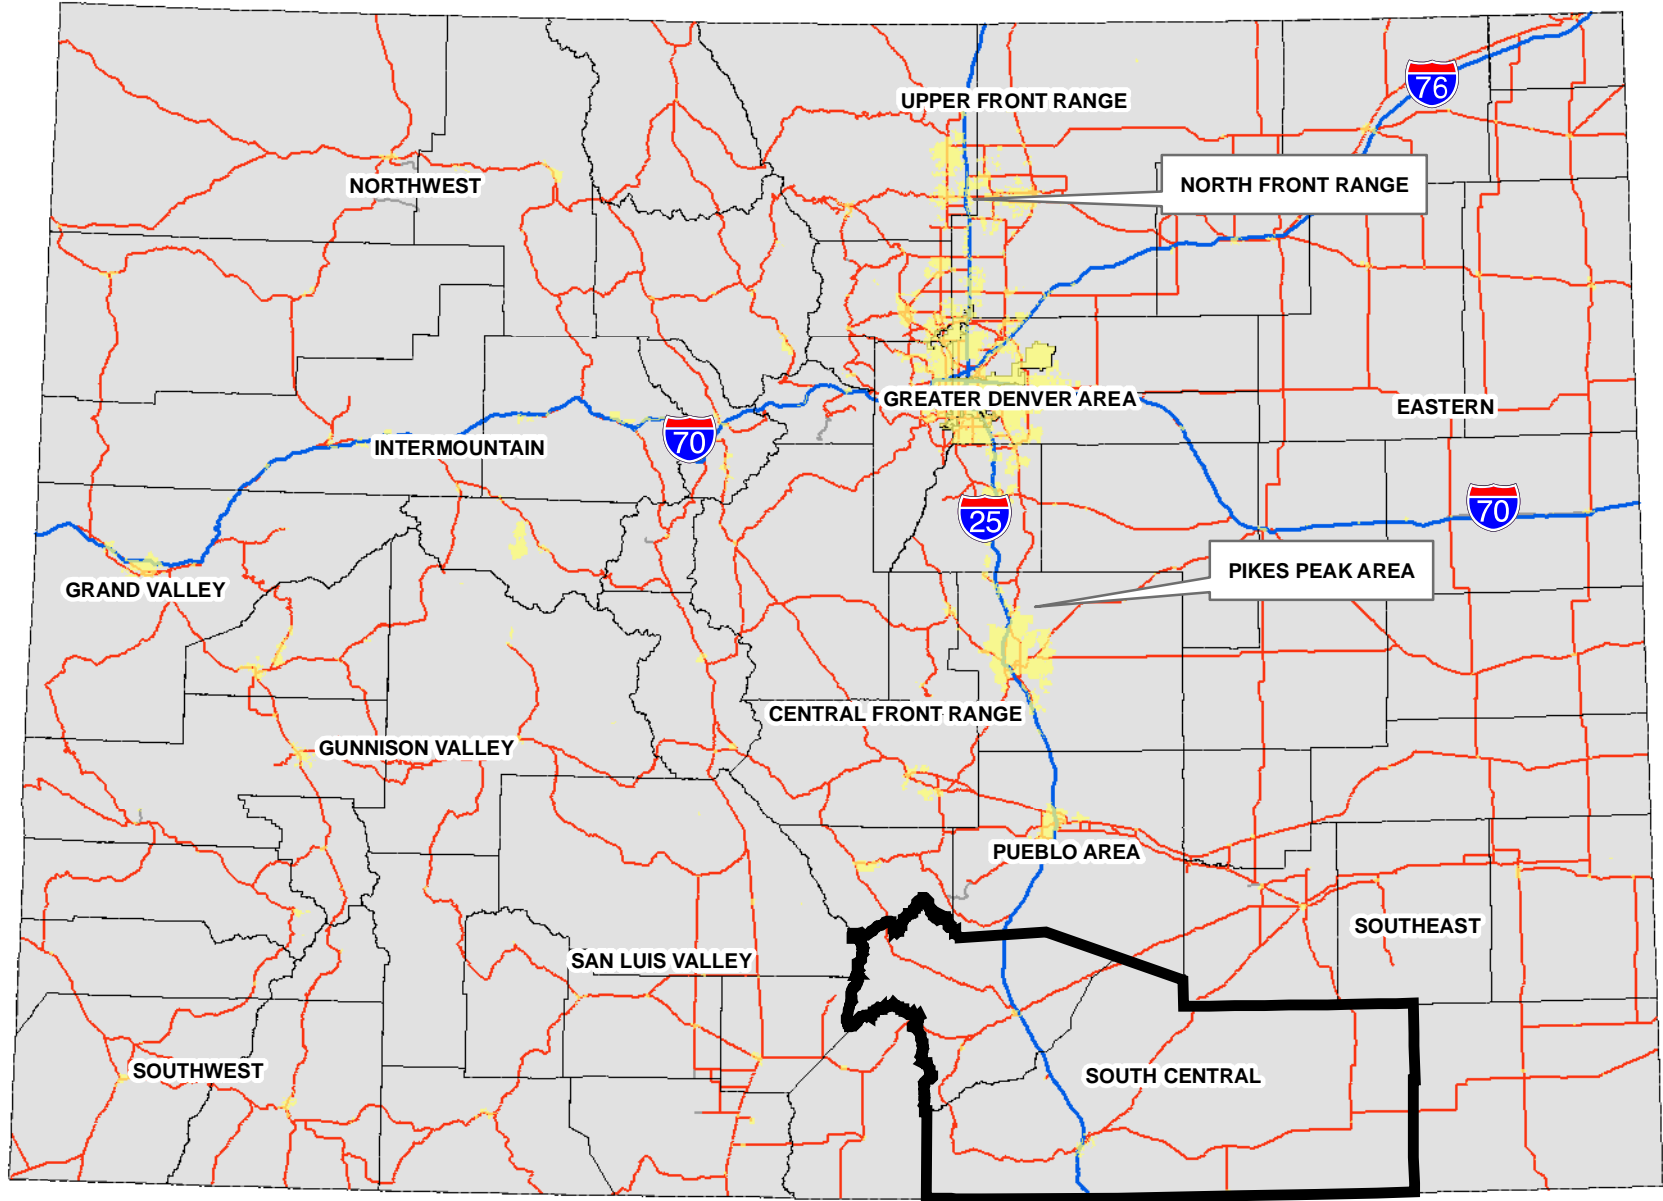 76
UPPER FRONT RANGE
NORTH FRONT RANGE
NORTHWEST
GREATER DENVER AREA
EASTERN
70
INTERMOUNTAIN
25
70
PIKES PEAK AREA
GRAND VALLEY
CENTRAL FRONT RANGE
GUNNISON VALLEY
PUEBLO AREA
SOUTHEAST
SAN LUIS VALLEY
SOUTHWEST
SOUTH CENTRAL